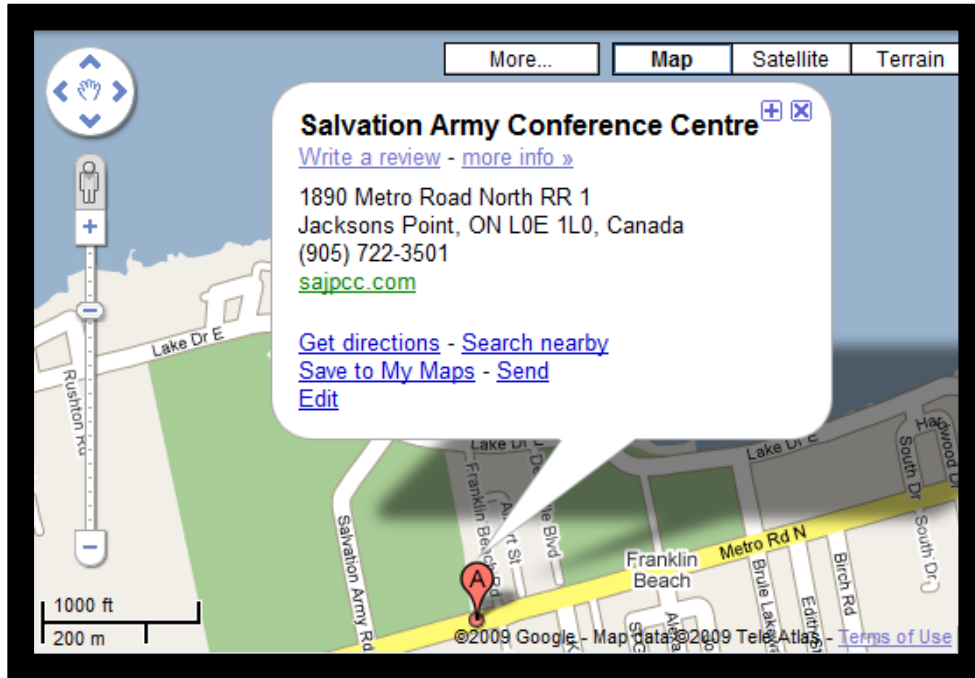 More...
Map
Satellite
Terrain
Salvation Army Conference Centre
Write a review - more info »
1890 Metro Road North RR 1
Jacksons Point, ON L0E 1L0, Canada
(905) 722-3501
sajpcc.com
Get directions - Search nearby
Save to My Maps - Send
Edit
Lake Dr E
Rushton Rd
Lake Dr E
Lake Dr E
Salvation Army Rd
Franklin Beach Rd
Blvd
South Dr
South Dr
Metro Rd N
Franklin
Beach
Birch Rd
A
1000 ft
200 m
©2009 Google - Map data ©2009 Tele Atlas - Terms of Use